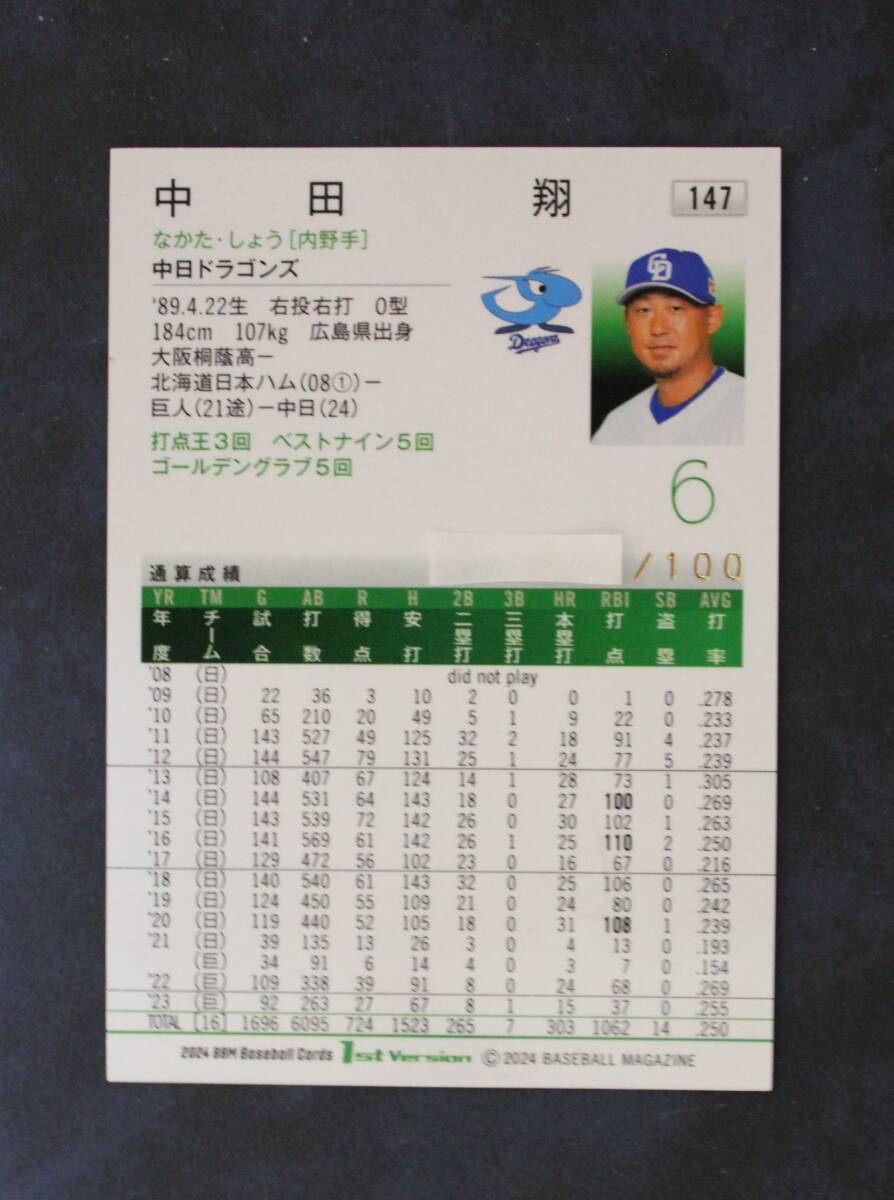 中田翔 147
なかた・しょう[内野手]
中日ドラゴンズ
'89.4.22生 右投右打 O型
184cm 107kg 広島県出身
大阪桐蔭高ー
北海道日本ハム(08①)ー
巨人(21途)ー中日(24)
打点王3回 ベストナイン5回
ゴールデングラブ5回
CD
Dragons
6
/100
通算成績
YR TM G AB R H 2B 3B HR RBI SB AVG
年度 チーム 試合 打数 得点 安打 二塁打 三塁打 本塁打 打点 盗塁 打率
'08 (日) did not play
'09 (日) 22 36 3 10 2 0 0 1 0 .278
'10 (日) 65 210 20 49 5 1 9 22 0 .233
'11 (日) 143 527 49 125 32 2 18 91 4 .237
'12 (日) 144 547 79 131 25 1 24 77 5 .239
'13 (日) 108 407 67 124 14 1 28 73 1 .305
'14 (日) 144 531 64 143 18 0 27 100 0 .269
'15 (日) 143 539 72 142 26 0 30 102 1 .263
'16 (日) 141 569 61 142 26 1 25 110 2 .250
'17 (日) 129 472 56 102 23 0 16 67 0 .216
'18 (日) 140 540 61 143 32 0 25 106 0 .265
'19 (日) 124 450 55 109 21 0 24 80 0 .242
'20 (日) 119 440 52 105 18 0 31 108 1 .239
'21 (日) 39 135 13 26 3 0 4 13 0 .193
(巨) 34 91 6 14 4 0 3 7 0 .154
'22 (巨) 109 338 39 91 8 0 24 68 0 .269
'23 (巨) 92 263 27 67 8 1 15 37 0 .255
TOTAL [16] 1696 6095 724 1523 265 7 303 1062 14 .250
2024 BBM Baseball Cards 1st Version © 2024 BASEBALL MAGAZINE